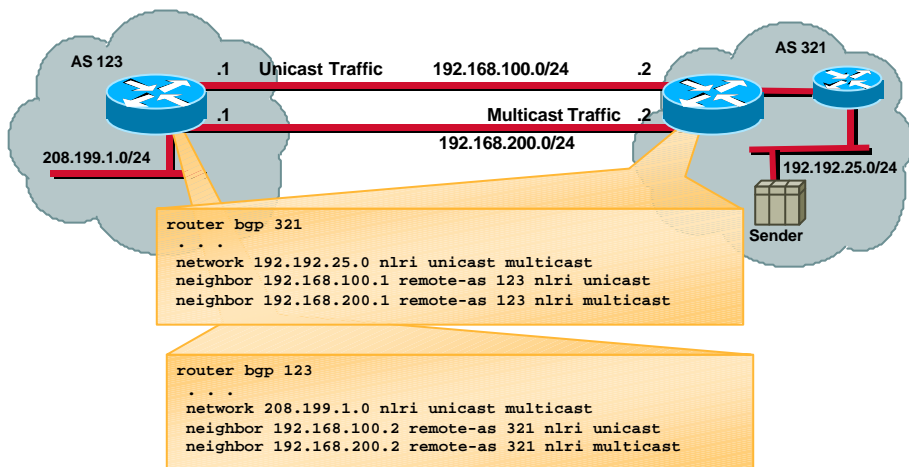 AS 123
AS 321
.1 Unicast Traffic 192.168.100.0/24 .2
.1 Multicast Traffic .2
192.168.200.0/24
208.199.1.0/24
192.192.25.0/24
Sender
router bgp 321
. . .
network 192.192.25.0 nlri unicast multicast
neighbor 192.168.100.1 remote-as 123 nlri unicast
neighbor 192.168.200.1 remote-as 123 nlri multicast
router bgp 123
. . .
network 208.199.1.0 nlri unicast multicast
neighbor 192.168.100.2 remote-as 321 nlri unicast
neighbor 192.168.200.2 remote-as 321 nlri multicast